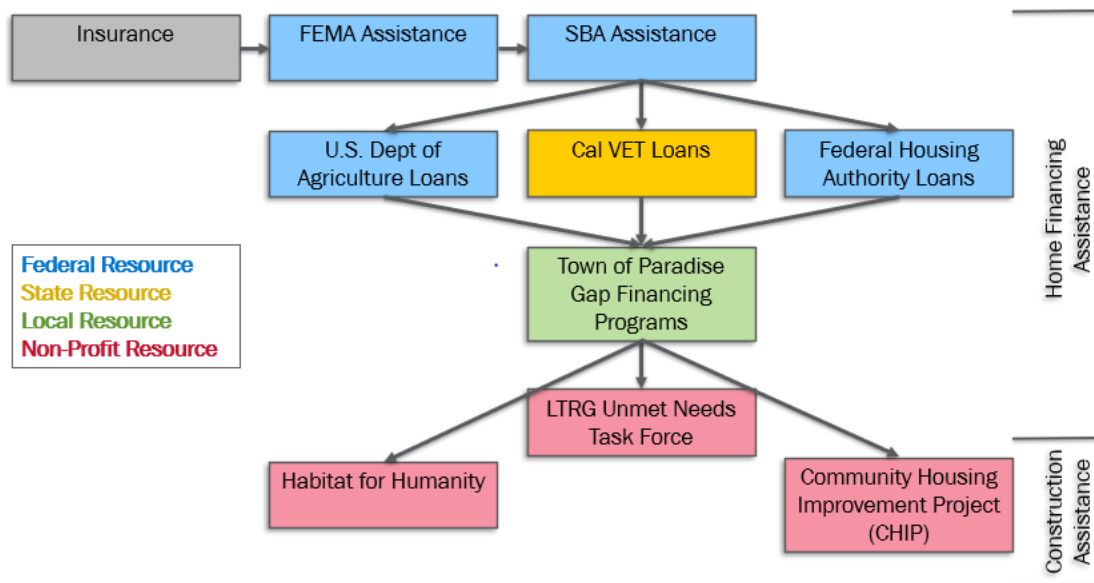 Insurance
FEMA Assistance
SBA Assistance
U.S. Dept of
Agriculture Loans
Cal VET Loans
Federal Housing
Authority Loans
Home Financing
Assistance
Federal Resource
State Resource
Local Resource
Non-Profit Resource
Town of Paradise
Gap Financing
Programs
LTRG Unmet Needs
Task Force
Habitat for Humanity
Community Housing
Improvement Project
(CHIP)
Construction
Assistance